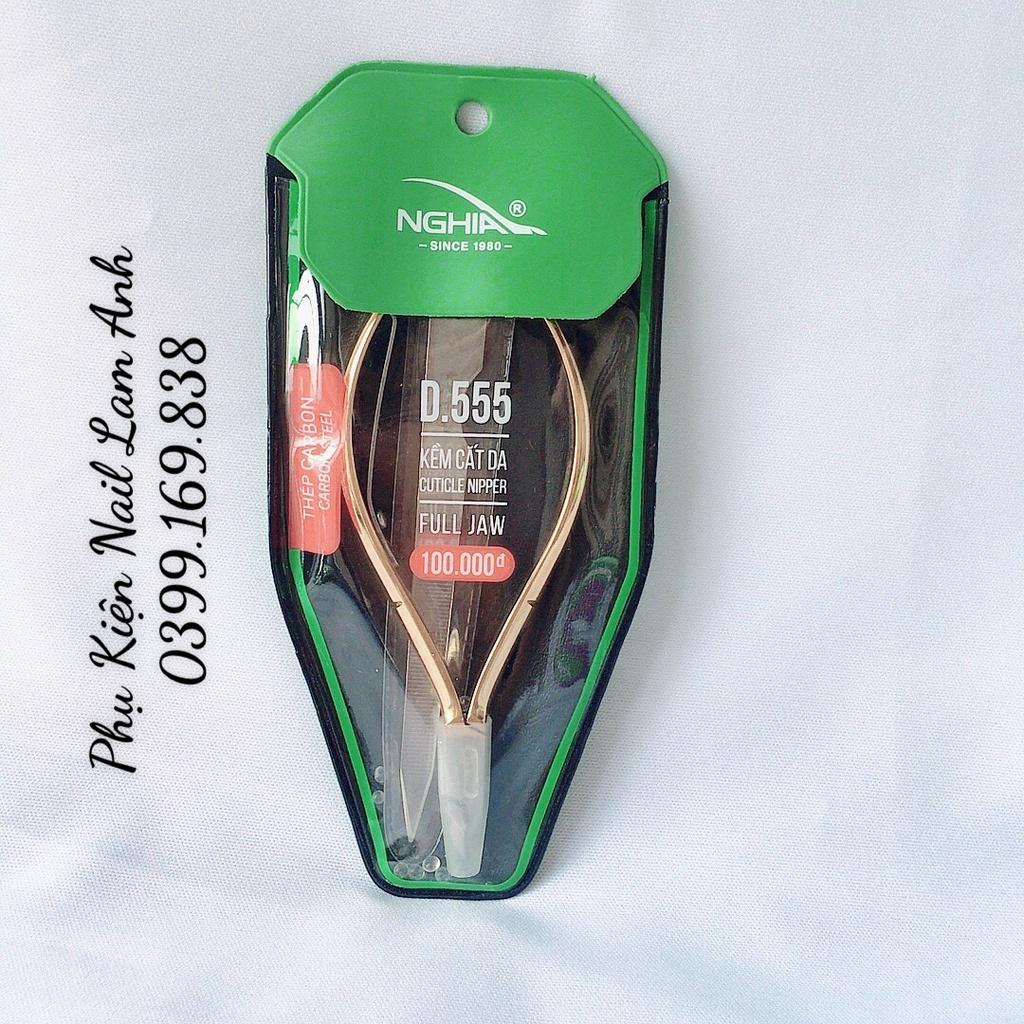 NGHIA®
– SINCE 1980 –
D.555
KỀM CẮT DA
CUTICLE NIPPER
FULL JAW
100.000đ
THÉP CARBON
CARBON STEEL
Phụ Kiện Nail Lam Anh
0399.169.838